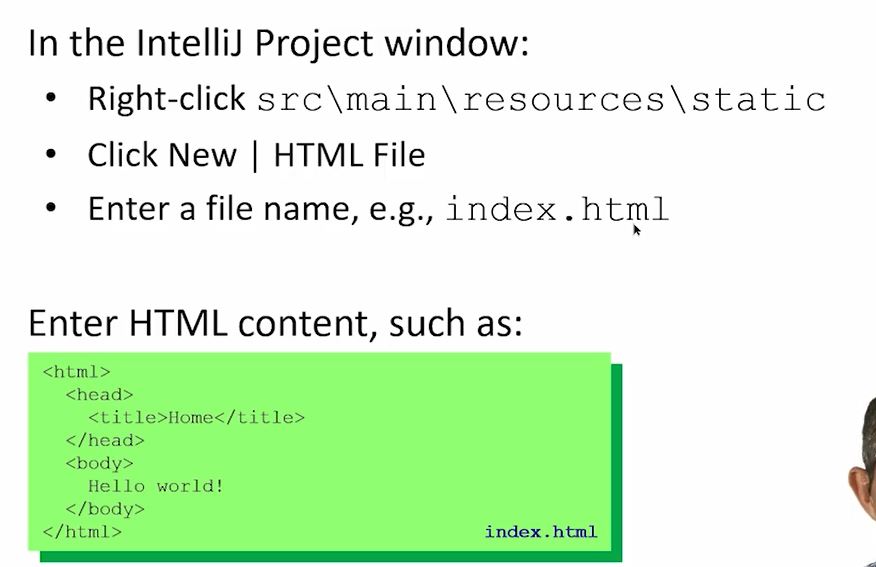 In the IntelliJ Project window:
• Right-click src\main\resources\static
• Click New | HTML File
• Enter a file name, e.g., index.html
Enter HTML content, such as:
<html>
<head>
<title>Home</title>
</head>
<body>
Hello world!
</body>
</html>
index.html